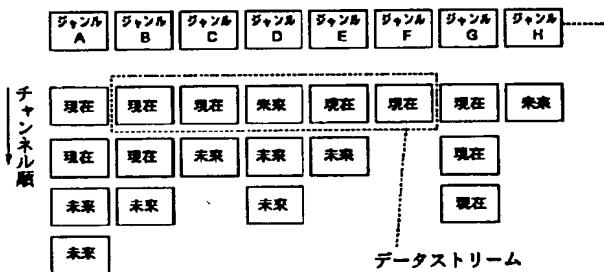 ジャンル ジャンル ジャンル ジャンル ジャンル ジャンル ジャンル ジャンル
A B C D E F G H
チャンネル順
現在 現在 現在 未来 現在 現在 現在 未来
現在 現在 未来 未来 未来 現在
未来 未来 未来 現在
未来
データストリーム